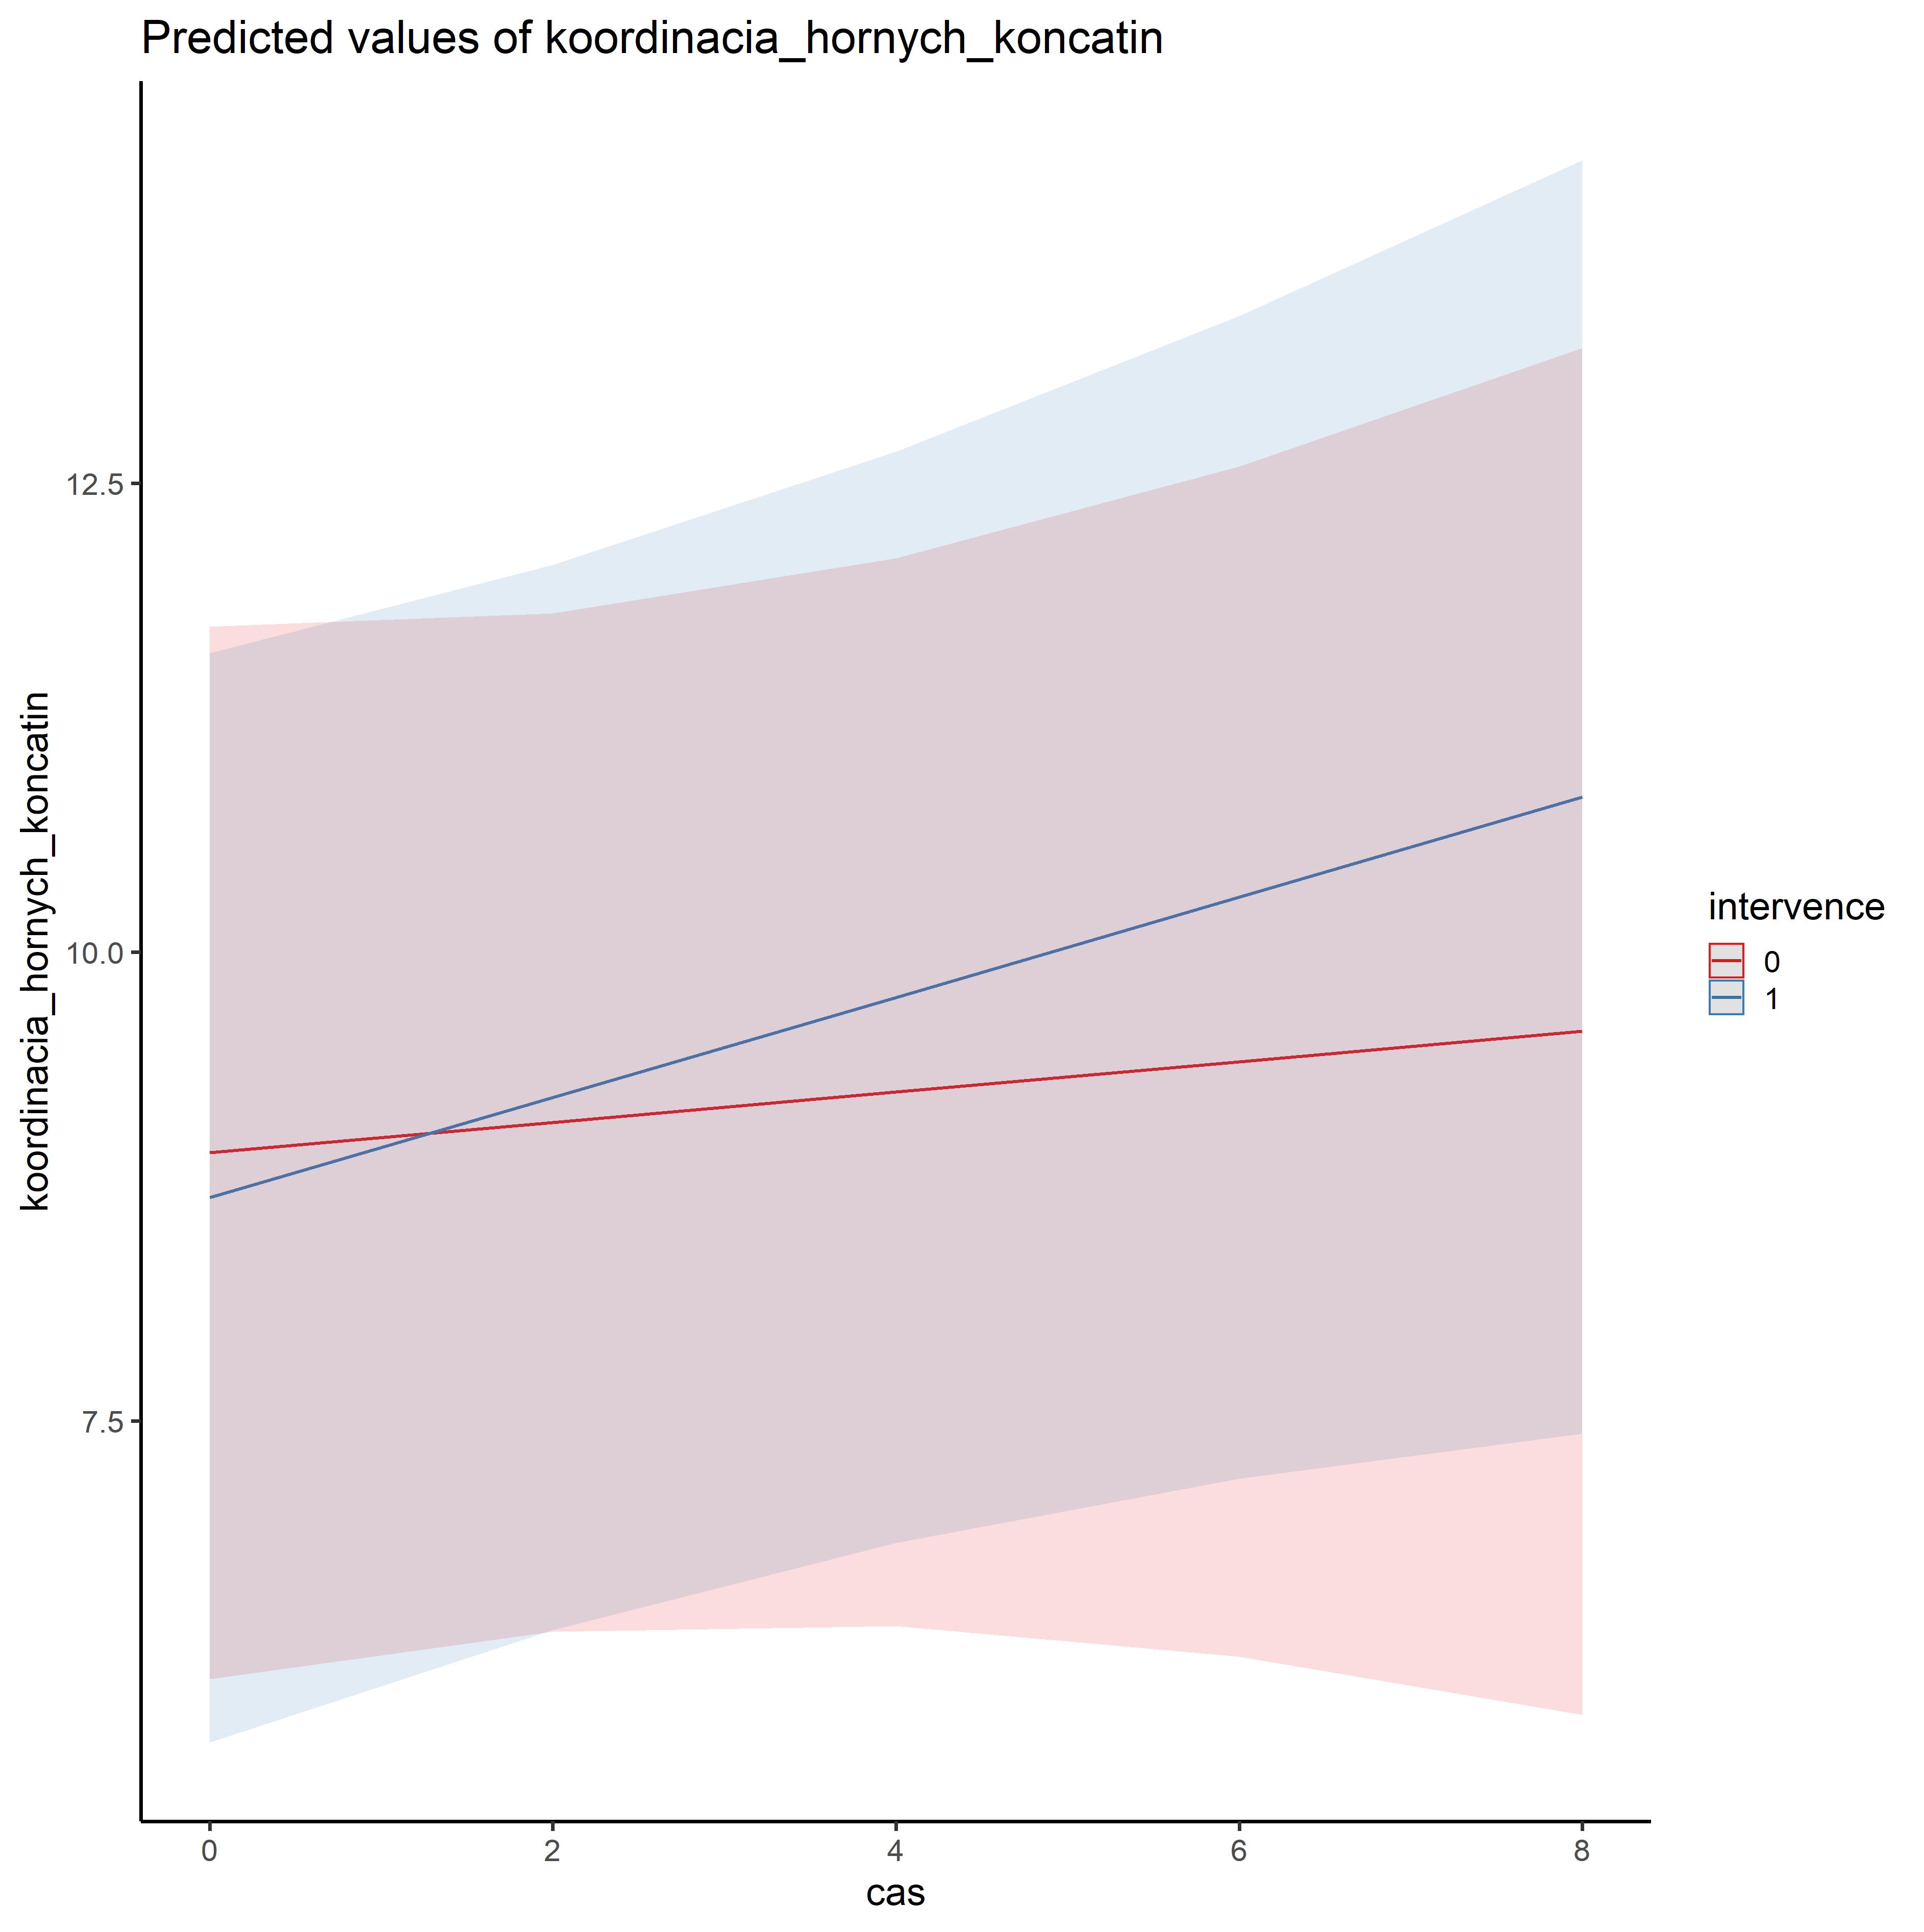 Predicted values of koordinacia_hornych_koncatin
koordinacia_hornych_koncatin
12.5
10.0
7.5
0 2 4 6 8
cas
intervence
0
1